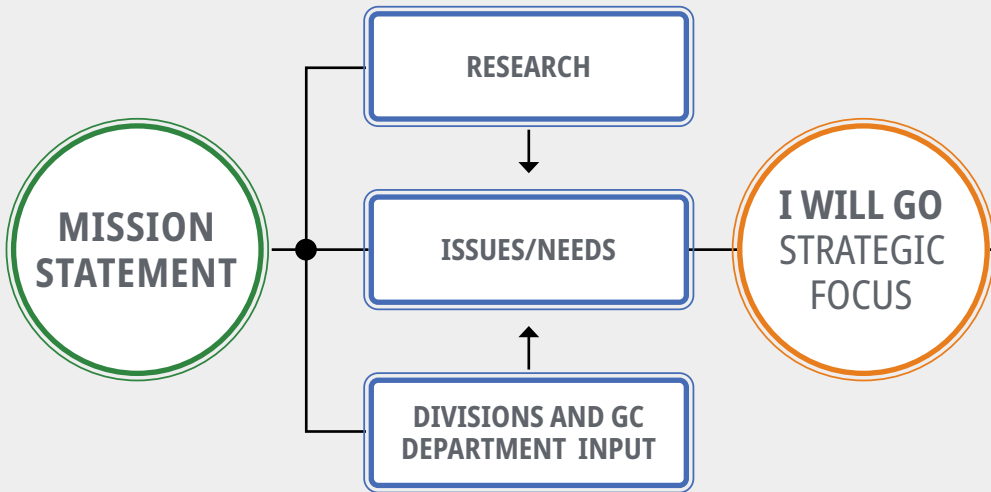 MISSION
STATEMENT
RESEARCH
ISSUES/NEEDS
DIVISIONS AND GC
DEPARTMENT INPUT
I WILL GO
STRATEGIC
FOCUS